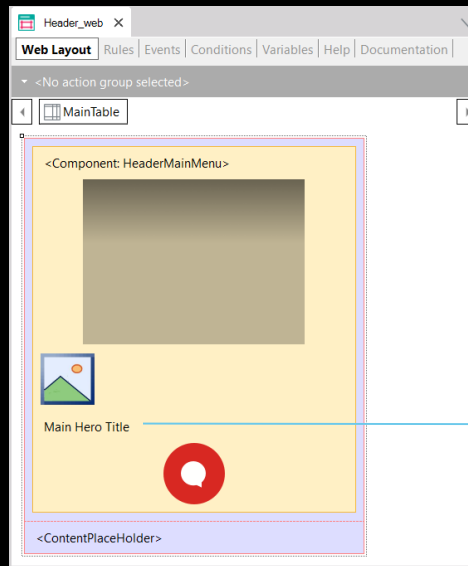 Header_web
Web Layout Rules Events Conditions Variables Help Documentation
<No action group selected>
MainTable
<Component: HeaderMainMenu>
Main Hero Title
<ContentPlaceHolder>